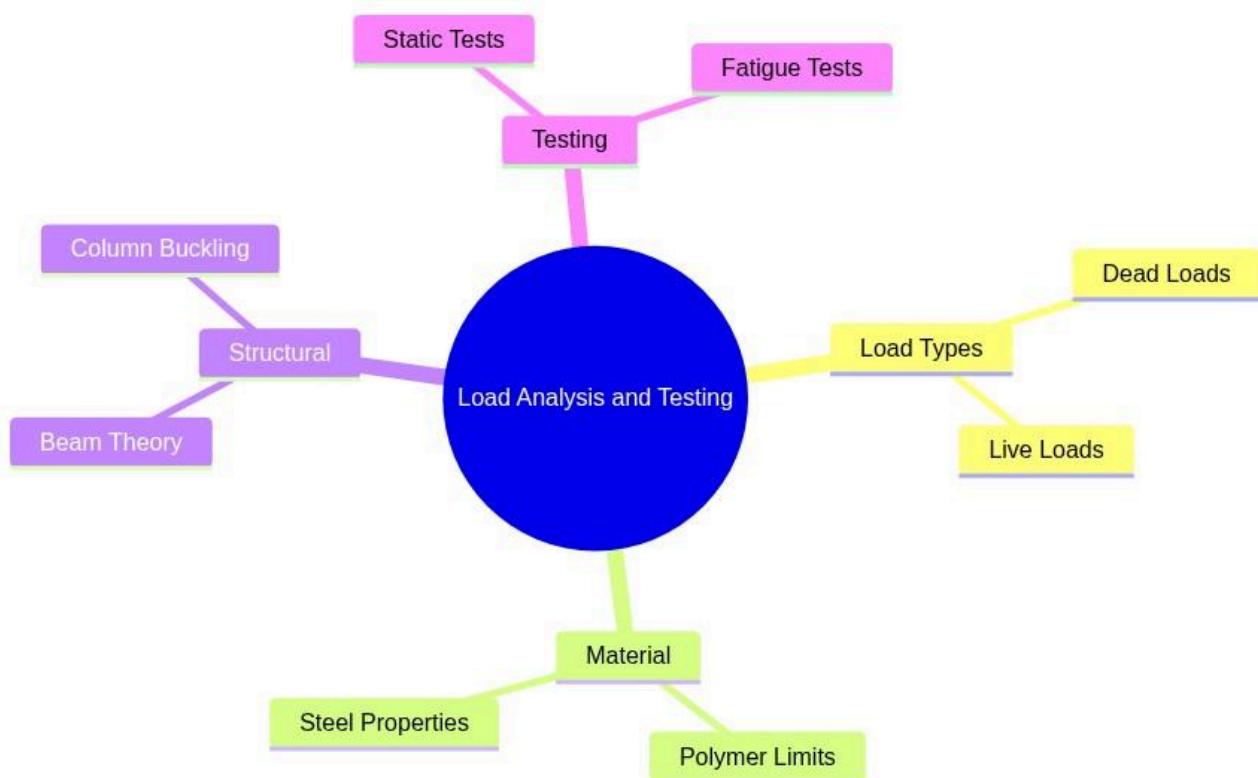 Static Tests
Fatigue Tests
Testing
Column Buckling
Dead Loads
Structural
Load Types
Load Analysis and Testing
Beam Theory
Live Loads
Material
Steel Properties
Polymer Limits